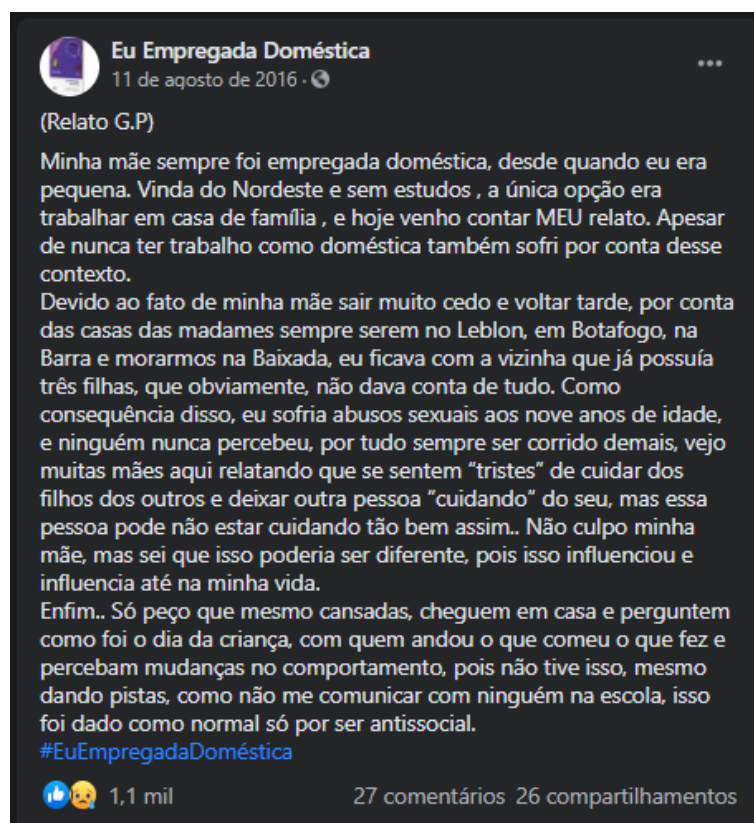 Eu Empregada Doméstica
11 de agosto de 2016 ·
(Relato G.P)
Minha mãe sempre foi empregada doméstica, desde quando eu era
pequena. Vinda do Nordeste e sem estudos , a única opção era
trabalhar em casa de família , e hoje venho contar MEU relato. Apesar
de nunca ter trabalho como doméstica também sofri por conta desse
contexto.
Devido ao fato de minha mãe sair muito cedo e voltar tarde, por conta
das casas das madames sempre serem no Leblon, em Botafogo, na
Barra e morarmos na Baixada, eu ficava com a vizinha que já possuía
três filhas, que obviamente, não dava conta de tudo. Como
consequência disso, eu sofria abusos sexuais aos nove anos de idade,
e ninguém nunca percebeu, por tudo sempre ser corrido demais, vejo
muitas mães aqui relatando que se sentem “tristes” de cuidar dos
filhos dos outros e deixar outra pessoa “cuidando” do seu, mas essa
pessoa pode não estar cuidando tão bem assim.. Não culpo minha
mãe, mas sei que isso poderia ser diferente, pois isso influenciou e
influencia até na minha vida.
Enfim.. Só peço que mesmo cansadas, cheguem em casa e perguntem
como foi o dia da criança, com quem andou o que comeu o que fez e
percebam mudanças no comportamento, pois não tive isso, mesmo
dando pistas, como não me comunicar com ninguém na escola, isso
foi dado como normal só por ser antissocial.
#EuEmpregadaDoméstica
1,1 mil 27 comentários 26 compartilhamentos